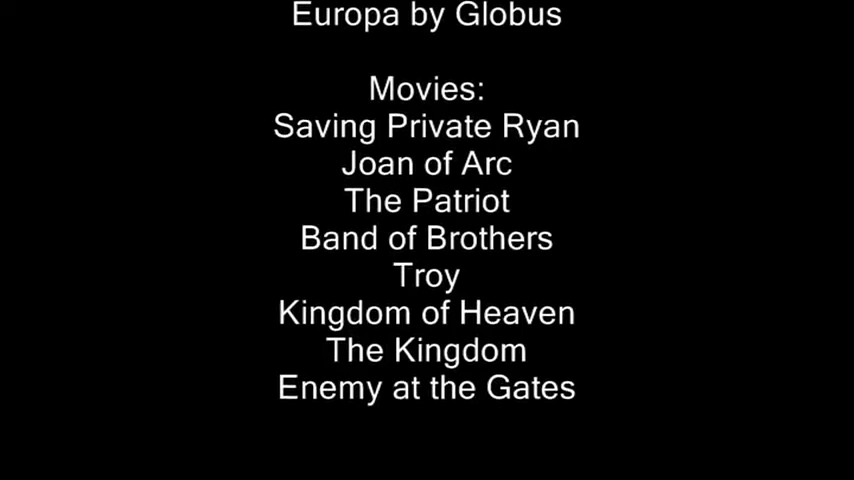 Europa by Globus
Movies:
Saving Private Ryan
Joan of Arc
The Patriot
Band of Brothers
Troy
Kingdom of Heaven
The Kingdom
Enemy at the Gates